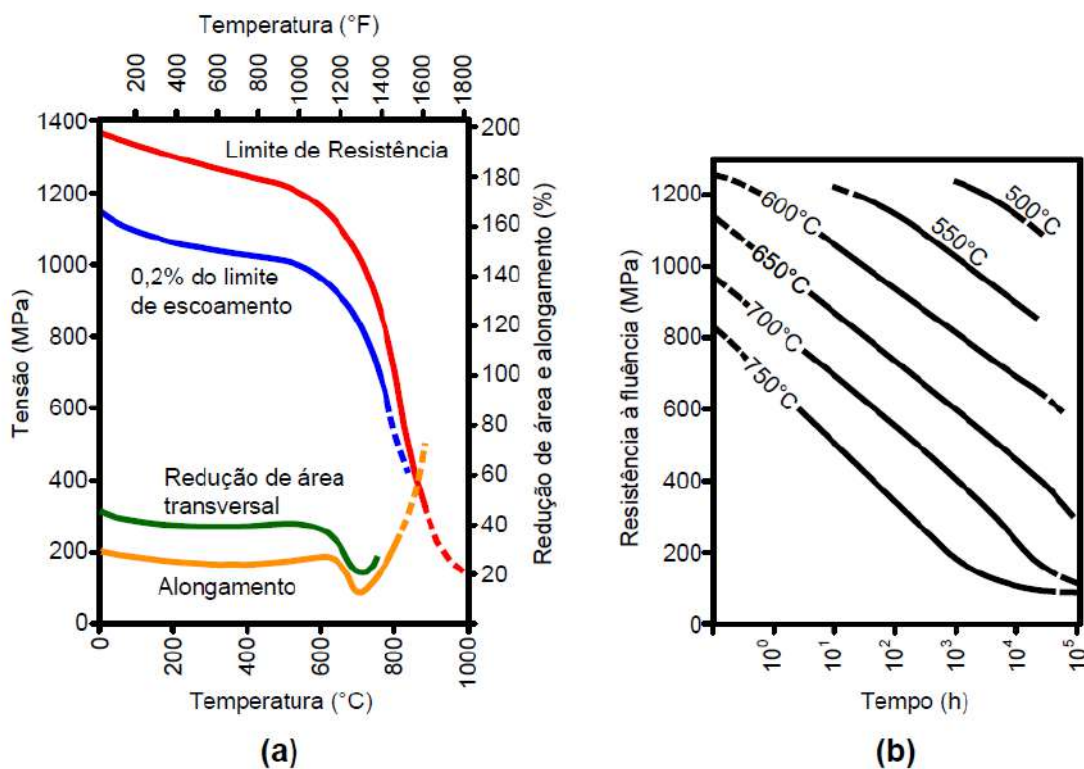 Temperatura (°F)
200 400 600 800 1000 1200 1400 1600 1800
Tensão (MPa)
1400
1200
1000
800
600
400
200
0
Limite de Resistência
0,2% do limite
de escoamento
Redução de área
transversal
Alongamento
200
180
160
140
120
100
80
60
40
20
0
Redução de área e alongamento (%)
0 200 400 600 800 1000
Temperatura (°C)
(a)
Resistência à fluência (MPa)
1200
1000
800
600
400
200
0
500°C
550°C
600°C
650°C
700°C
750°C
10⁰ 10¹ 10² 10³ 10⁴ 10⁵
Tempo (h)
(b)